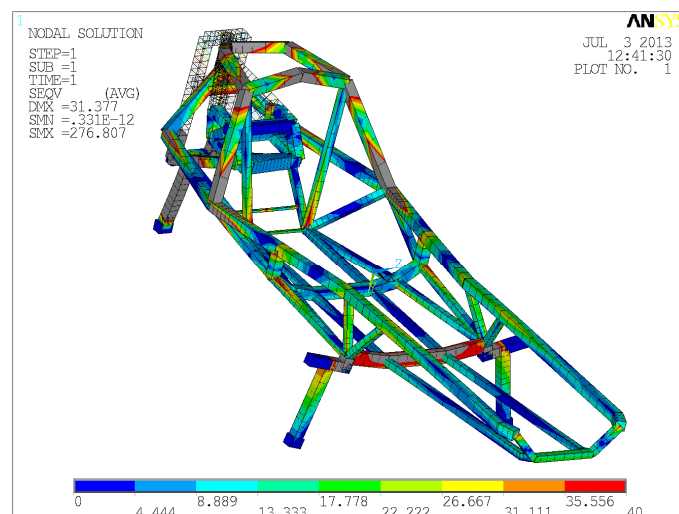 1
NODAL SOLUTION
STEP=1
SUB =1
TIME=1
SEQV (AVG)
DMX =31.377
SMN =.331E-12
SMX =276.807
ANSYS
JUL 3 2013
12:41:30
PLOT NO. 1
Z
0 8.889 17.778 26.667 35.556
4.444 13.333 22.222 31.111 40